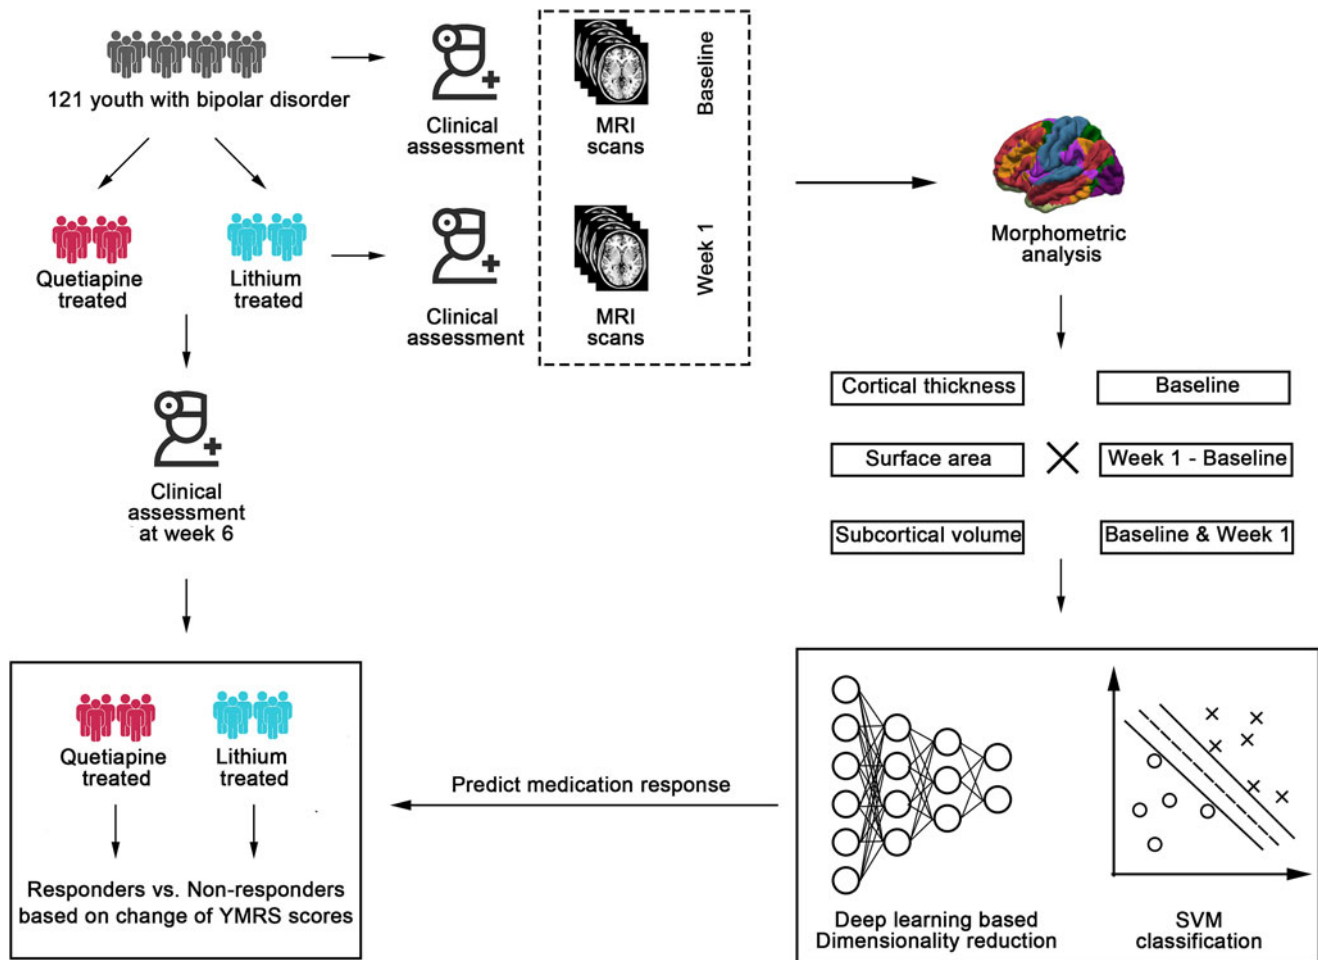 121 youth with bipolar disorder
Clinical
assessment
MRI
scans
Baseline
Quetiapine
treated
Lithium
treated
Clinical
assessment
MRI
scans
Week 1
Morphometric
analysis
Cortical thickness
Baseline
Surface area
Week 1 - Baseline
Subcortical volume
Baseline & Week 1
Clinical
assessment
at week 6
Quetiapine
treated
Lithium
treated
Responders vs. Non-responders
based on change of YMRS scores
Predict medication response
Deep learning based
Dimensionality reduction
SVM
classification